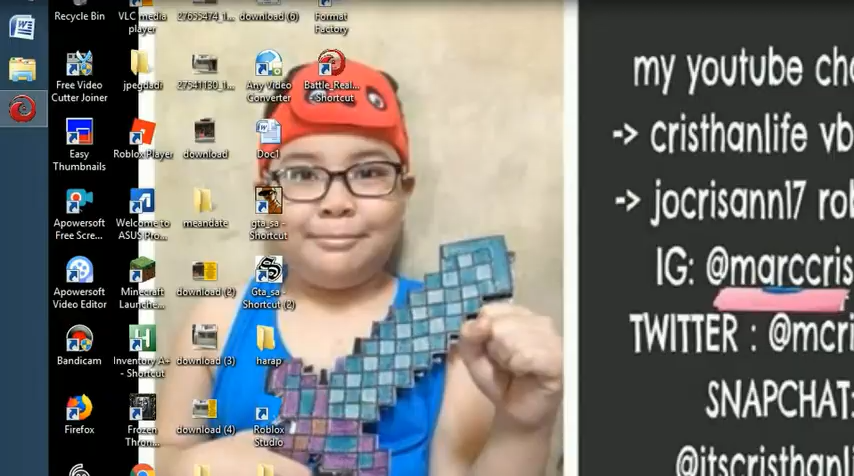 Recycle Bin
VLC media
player
download (6)
Format
Factory
Free Video
Cutter Joiner
jpegdadi
Any Video
Converter
Battle_Real...
- Shortcut
Easy
Thumbnails
Roblox Player
download
Doc1
Apowersoft
Free Scre...
Welcome to
ASUS Pro...
meandate
gta_sa -
Shortcut
Apowersoft
Video Editor
Minecraft
Launche...
download (2)
Gta_sa -
Shortcut (2)
Bandicam
Inventory A+
- Shortcut
download (3)
harap
Firefox
Frozen
Thron...
download (4)
Roblox
Studio
my youtube cha
-> cristhanlife vb
-> jocrisann17 rob
IG: @marccris
TWITTER : @mcri
SNAPCHAT:
@itscristhanli